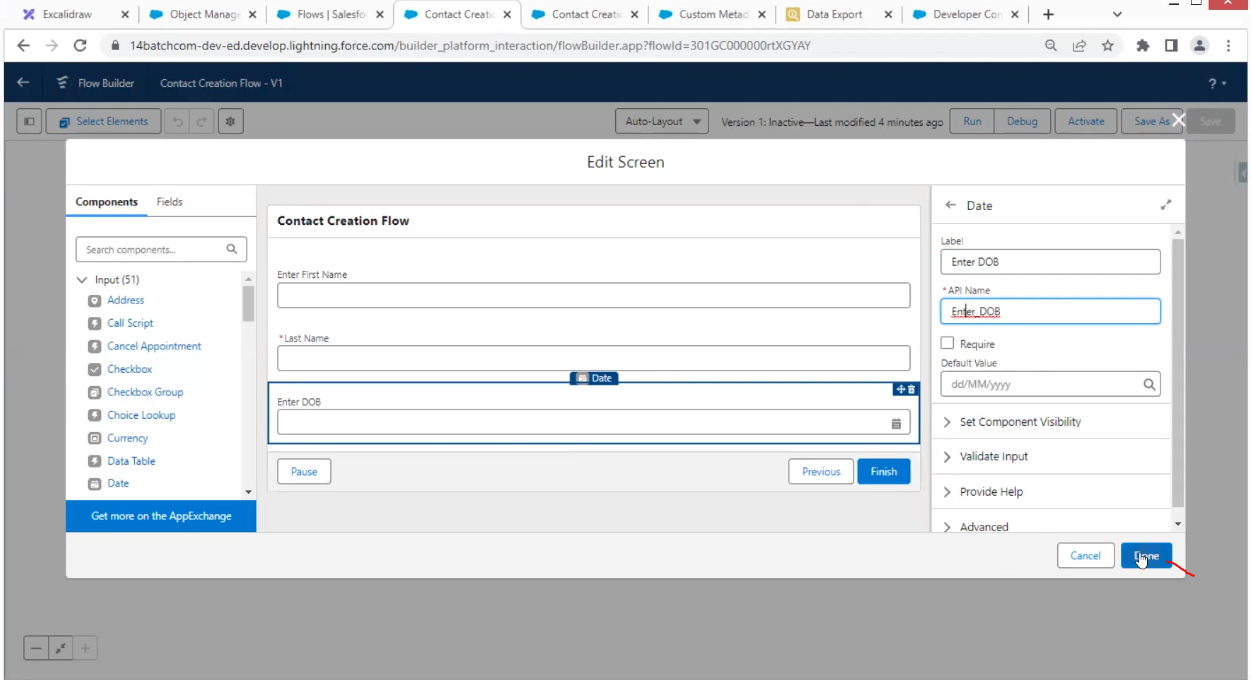 Excalidraw
Object Manage
Flows | Salesfo
Contact Creatic
Contact Creatic
Custom Metad
Data Export
Developer Con
14batchcom-dev-ed.develop.lightning.force.com/builder_platform_interaction/flowBuilder.app?flowId=301GC000000rtXGYAY
Flow Builder
Contact Creation Flow - V1
?
Select Elements
Auto-Layout
Version 1: Inactive—Last modified 4 minutes ago
Run
Debug
Activate
Save As
Save
Edit Screen
Components
Fields
Search components...
Input (51)
Address
Call Script
Cancel Appointment
Checkbox
Checkbox Group
Choice Lookup
Currency
Data Table
Date
Get more on the AppExchange
Contact Creation Flow
Enter First Name
*Last Name
Date
Enter DOB
Pause
Previous
Finish
Date
Label
Enter DOB
*API Name
Enter_DOB
Require
Default Value
dd/MM/yyyy
Set Component Visibility
Validate Input
Provide Help
Advanced
Cancel
Done